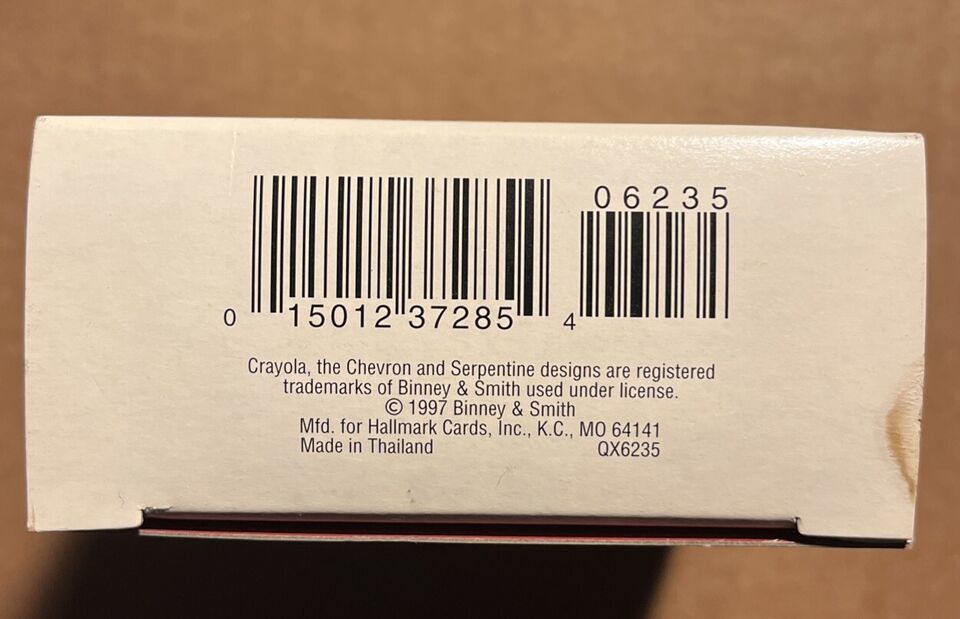 06235
0 15012 37285 4
Crayola, the Chevron and Serpentine designs are registered
trademarks of Binney & Smith used under license.
© 1997 Binney & Smith
Mfd. for Hallmark Cards, Inc., K.C., MO 64141
Made in Thailand QX6235